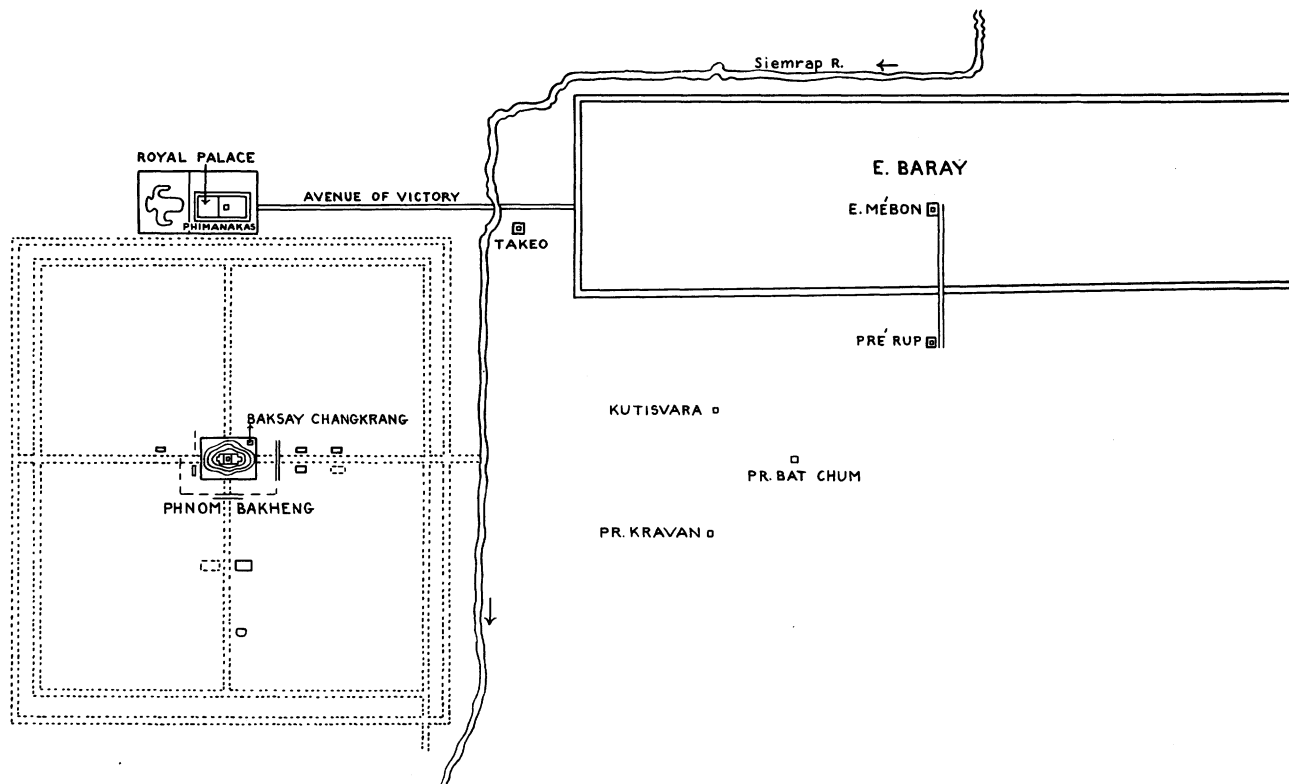 Siemrap R.
ROYAL PALACE
E. BARAY
AVENUE OF VICTORY
E. MÉBON
PHIMANAKAS
TAKEO
PRÉ RUP
KUTISVARA
BAKSAY CHANGKRANG
PR. BAT CHUM
PHNOM BAKHENG
PR. KRAVAN